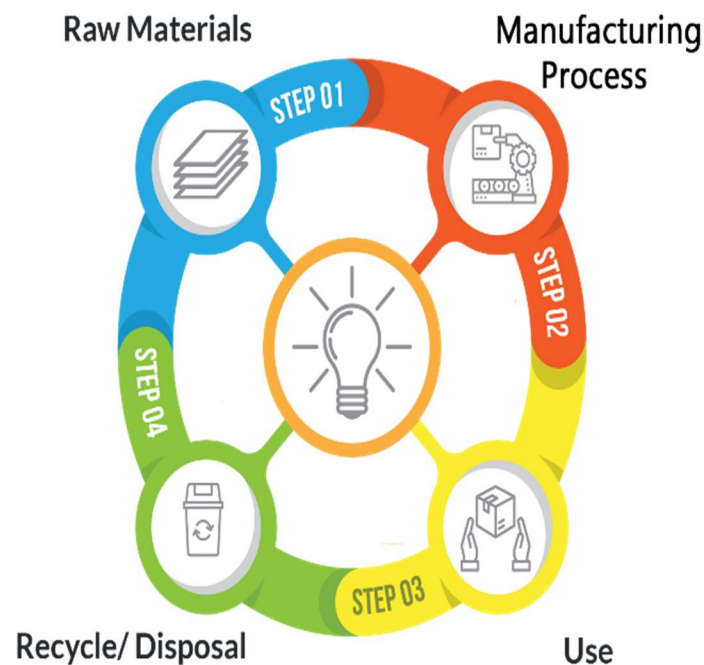 Raw Materials
Manufacturing
Process
STEP 01
STEP 02
STEP 04
STEP 03
Recycle/ Disposal
Use